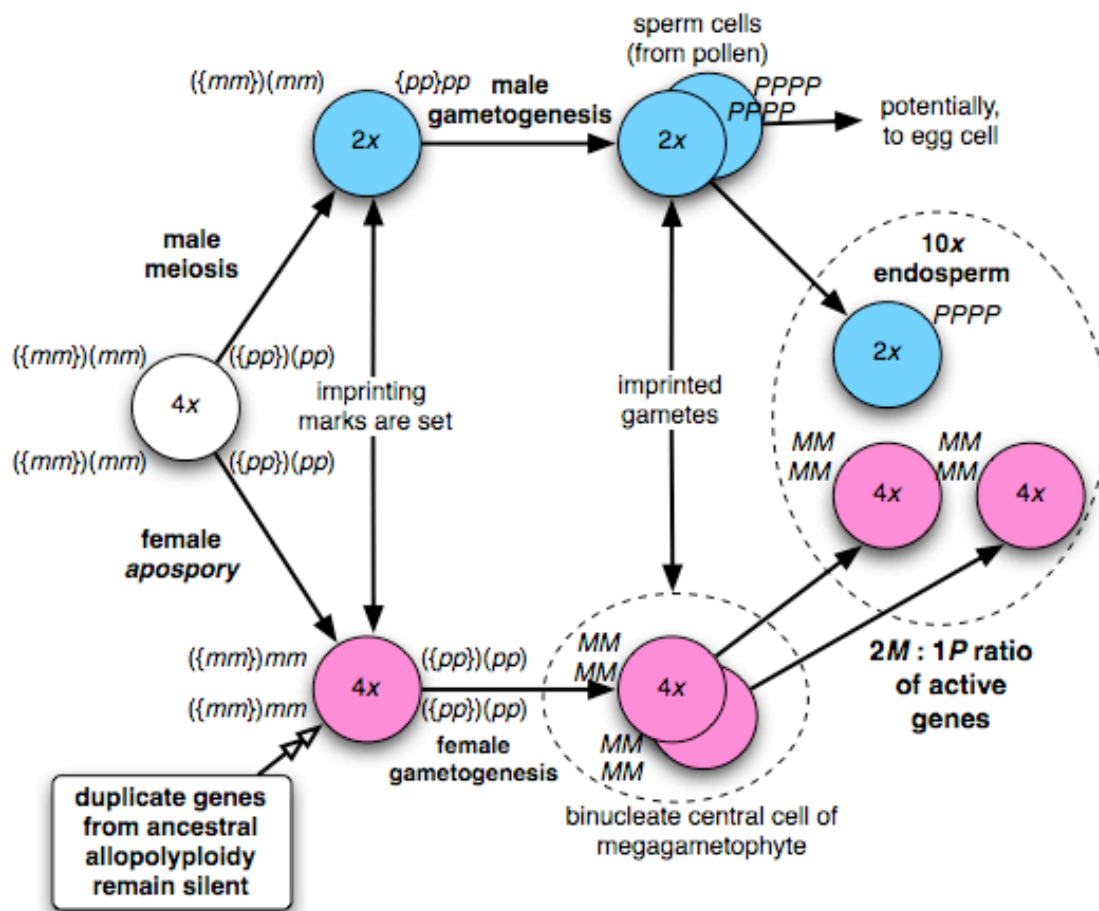 sperm cells
(from pollen)
({mm})(mm)
{pp}pp
male
gametogenesis
PPPP
PPPP
2x
2x
potentially,
to egg cell
male
meiosis
10x
endosperm
PPPP
2x
({mm})(mm)
({pp})(pp)
4x
imprinting
marks are set
imprinted
gametes
({mm})(mm)
({pp})(pp)
MM
MM
4x
MM
MM
4x
female
apospory
({mm})mm
({pp})(pp)
4x
({mm})mm
({pp})(pp)
female
gametogenesis
MM
MM
4x
MM
MM
2M : 1P ratio
of active
genes
duplicate genes
from ancestral
allopolyploidy
remain silent
binucleate central cell of
megagametophyte